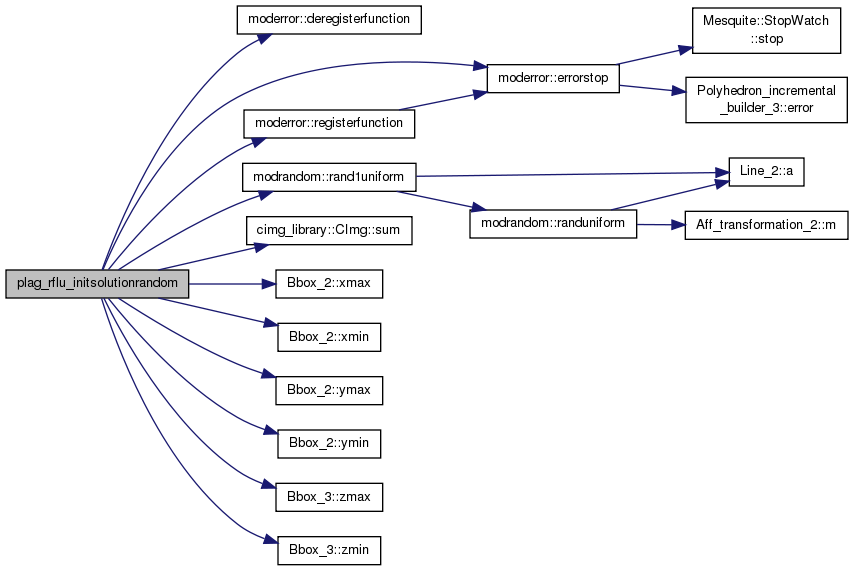 plag_rflu_initsolutionrandom
moderror::deregisterfunction
moderror::errorstop
Mesquite::StopWatch
::stop
Polyhedron_incremental
_builder_3::error
moderror::registerfunction
modrandom::rand1uniform
Line_2::a
modrandom::randuniform
Aff_transformation_2::m
cimg_library::CImg::sum
Bbox_2::xmax
Bbox_2::xmin
Bbox_2::ymax
Bbox_2::ymin
Bbox_3::zmax
Bbox_3::zmin